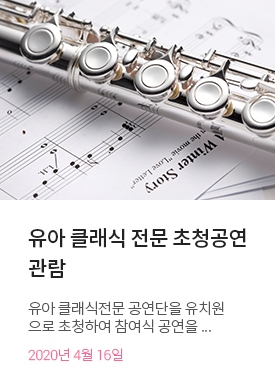 A Winter Story
from the movie "Love Letter"
유아 클래식 전문 초청공연
관람
유아 클래식전문 공연단을 유치원
으로 초청하여 참여식 공연을 ...
2020년 4월 16일